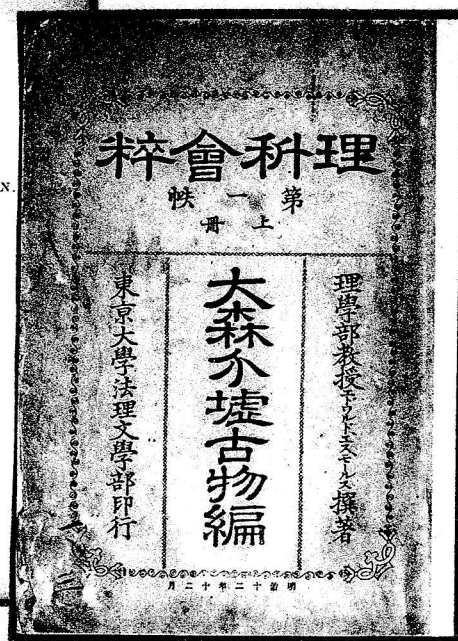 N.
理科會粹
第一帙
上冊
理學部教授エドワルド、エス、モールス撰著
大森介墟古物編
東京大學法理文學部印行
明治十二年十二月